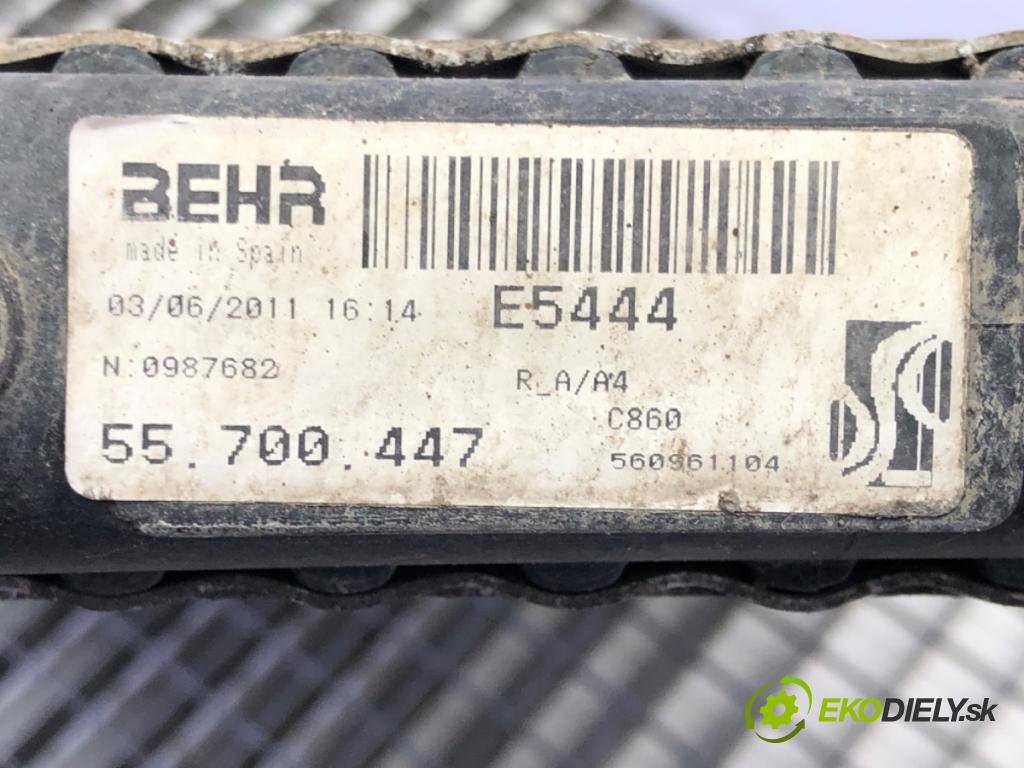 BEHR
made in Spain
03/06/2011 16:14
E5444
N:0987682
R_A/A4
C860
55.700.447
560961104
EKODIELY.sk